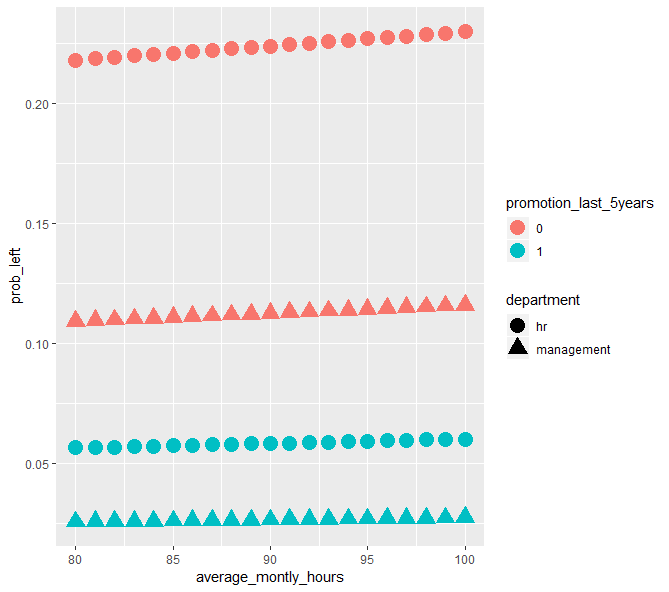 prob_left
0.20
0.15
0.10
0.05
80 85 90 95 100
average_montly_hours
promotion_last_5years
0
1
department
hr
management